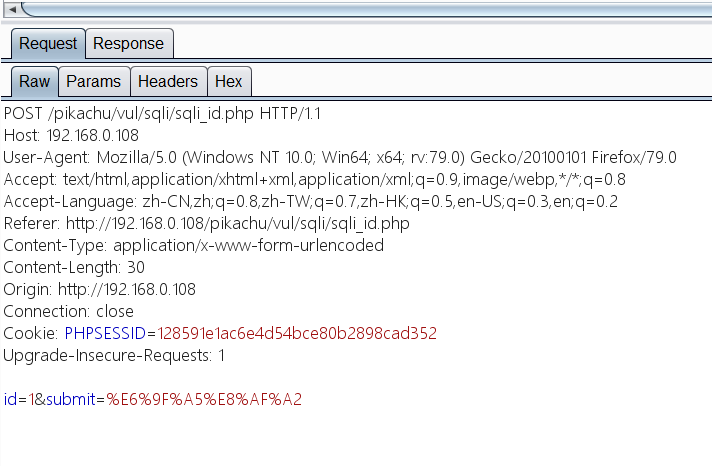 Request Response
Raw Params Headers Hex
POST /pikachu/vul/sqli/sqli_id.php HTTP/1.1
Host: 192.168.0.108
User-Agent: Mozilla/5.0 (Windows NT 10.0; Win64; x64; rv:79.0) Gecko/20100101 Firefox/79.0
Accept: text/html,application/xhtml+xml,application/xml;q=0.9,image/webp,*/*;q=0.8
Accept-Language: zh-CN,zh;q=0.8,zh-TW;q=0.7,zh-HK;q=0.5,en-US;q=0.3,en;q=0.2
Referer: http://192.168.0.108/pikachu/vul/sqli/sqli_id.php
Content-Type: application/x-www-form-urlencoded
Content-Length: 30
Origin: http://192.168.0.108
Connection: close
Cookie: PHPSESSID=128591e1ac6e4d54bce80b2898cad352
Upgrade-Insecure-Requests: 1
id=1&submit=%E6%9F%A5%E8%AF%A2